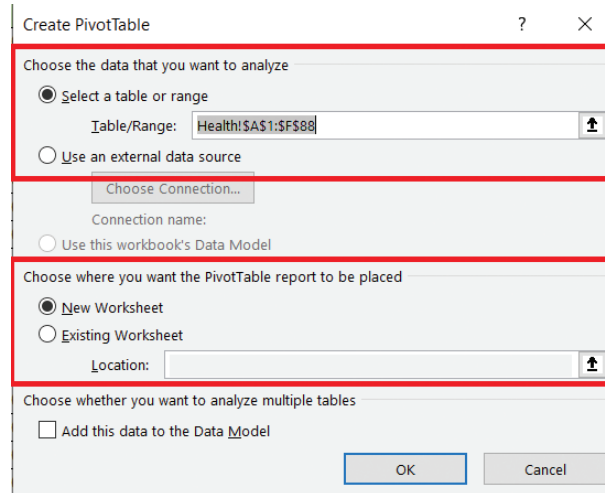 Create PivotTable ? ×
Choose the data that you want to analyze
Select a table or range
Table/Range: Health!$A$1:$F$88
Use an external data source
Choose Connection...
Connection name:
Use this workbook's Data Model
Choose where you want the PivotTable report to be placed
New Worksheet
Existing Worksheet
Location:
Choose whether you want to analyze multiple tables
Add this data to the Data Model
OK Cancel